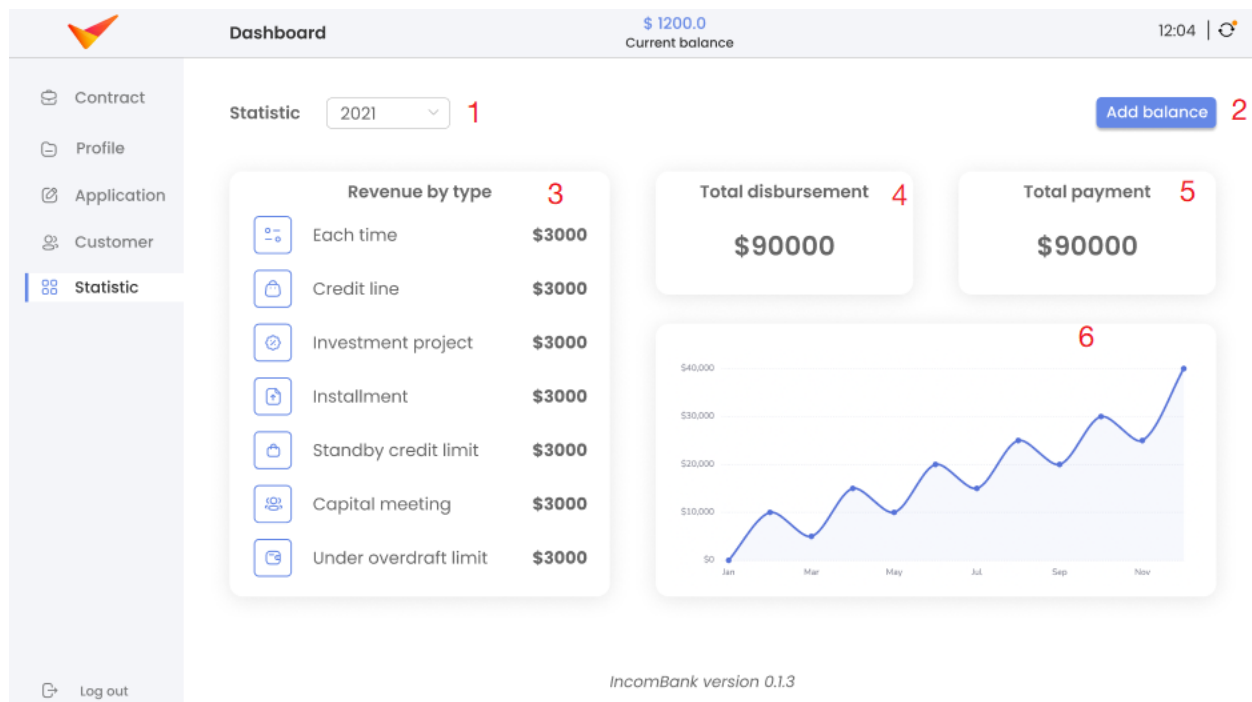 Dashboard
$ 1200.0
Current balance
12:04
Contract
Profile
Application
Customer
Statistic
Log out
Statistic
2021
1
Add balance
2
Revenue by type
3
Each time $3000
Credit line $3000
Investment project $3000
Installment $3000
Standby credit limit $3000
Capital meeting $3000
Under overdraft limit $3000
Total disbursement
4
$90000
Total payment
5
$90000
6
$40,000
$30,000
$20,000
$10,000
$0
Jan Mar May Jul Sep Nov
IncomBank version 0.1.3